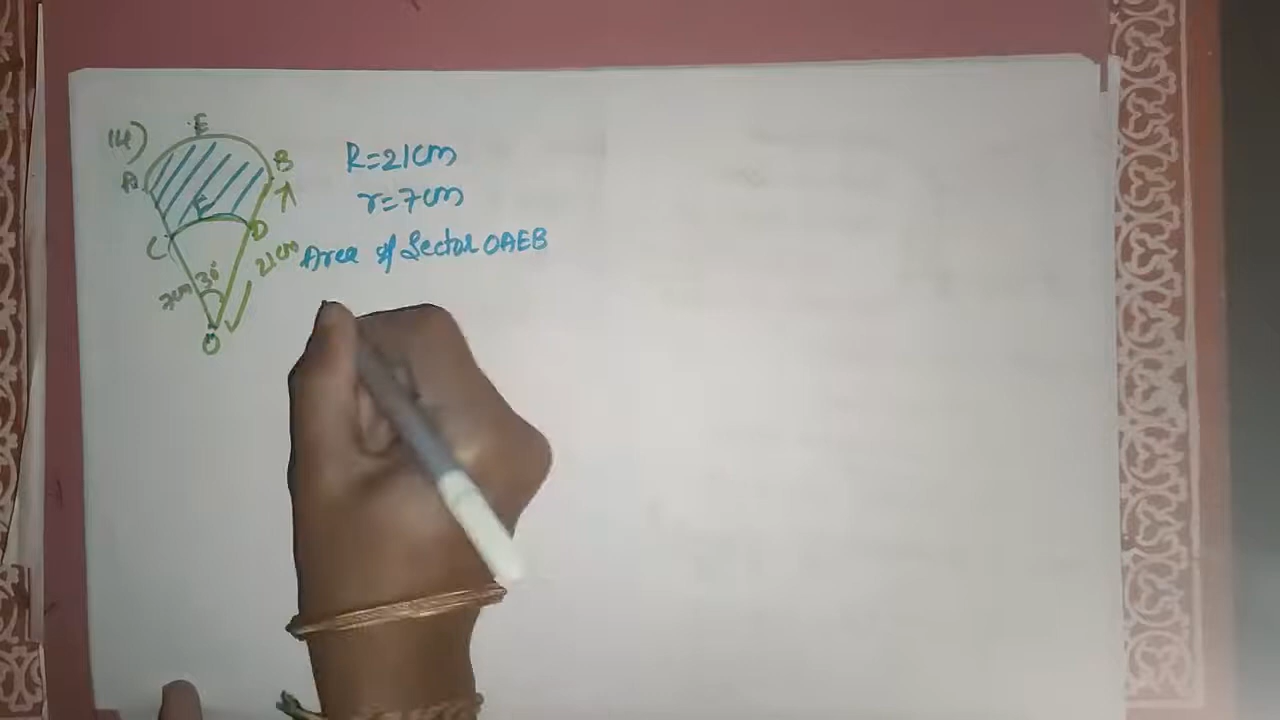 14)
E
A
B
R=21cm
r=7cm
F
C
D
21cm
Area of Sector OAEB
7cm
30°
O